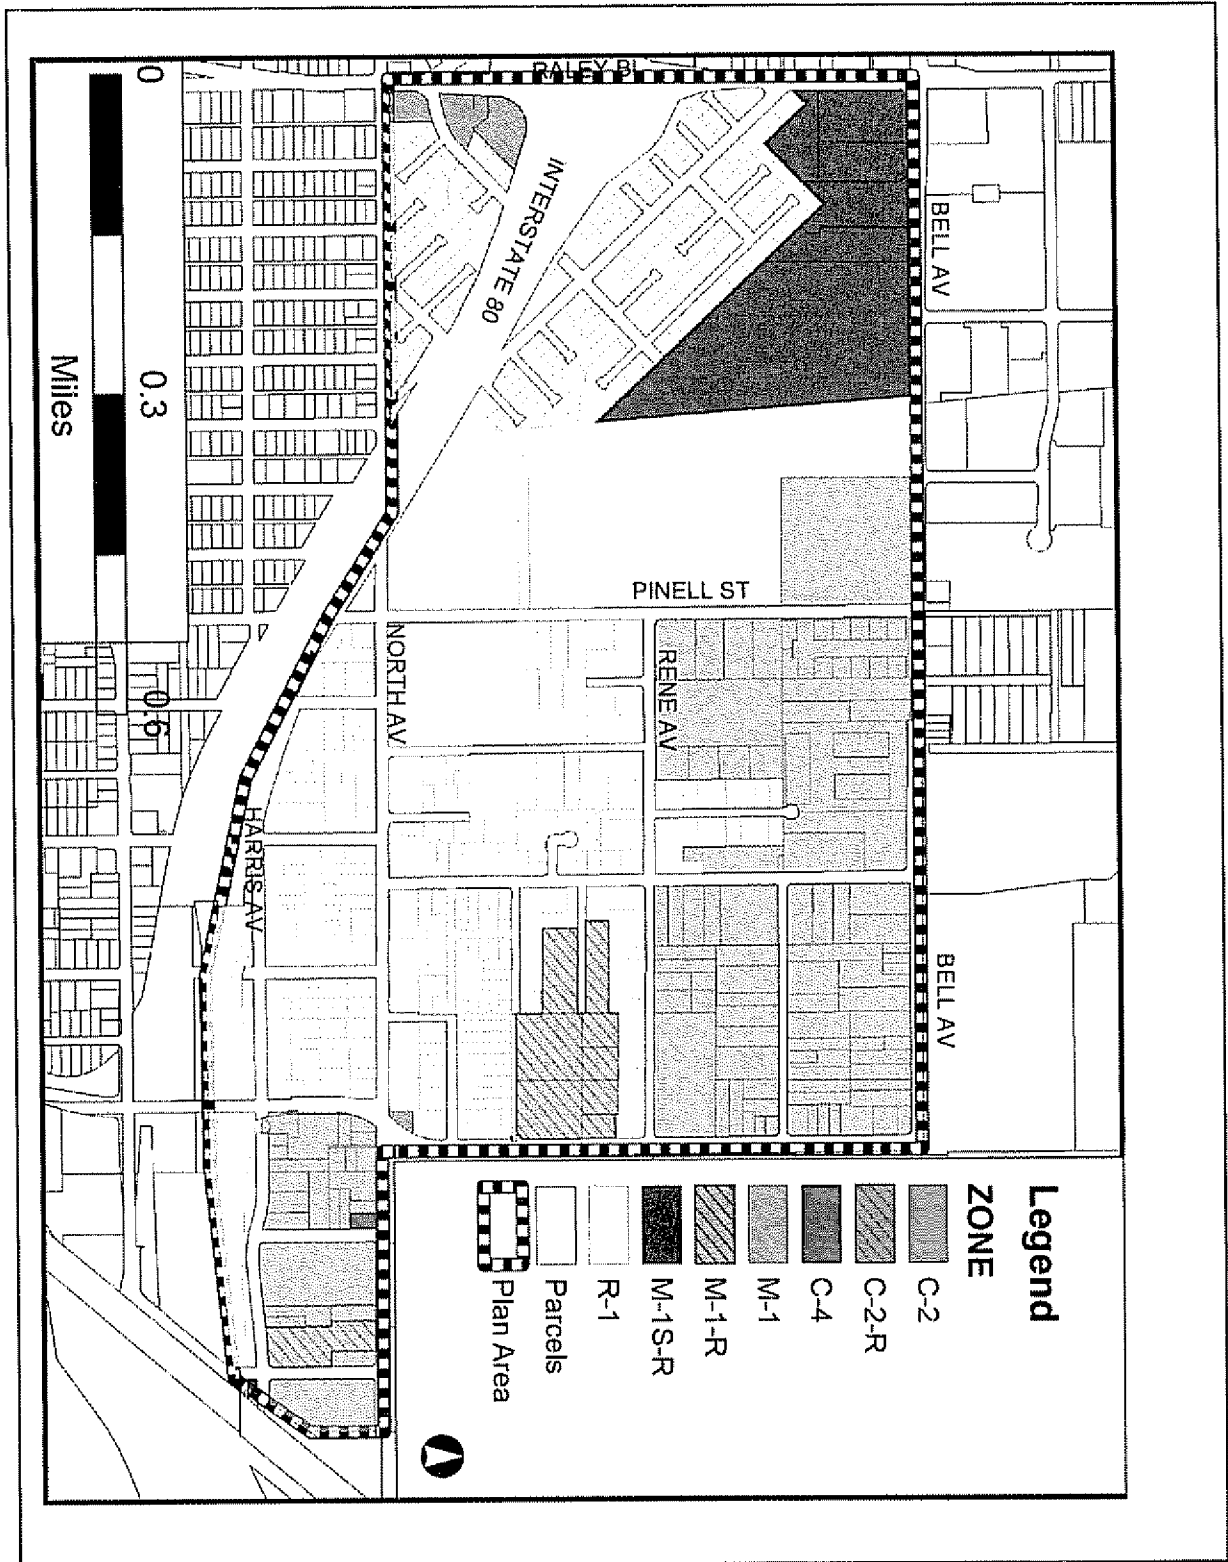 RALEY BL
INTERSTATE 80
BELL AV
PINELL ST
RENE AV
NORTH AV
HARRIS AV
BELL AV
0
0.3
0.6
Miles
Legend
ZONE
C-2
C-2-R
C-4
M-1
M-1-R
M-1S-R
R-1
Parcels
Plan Area